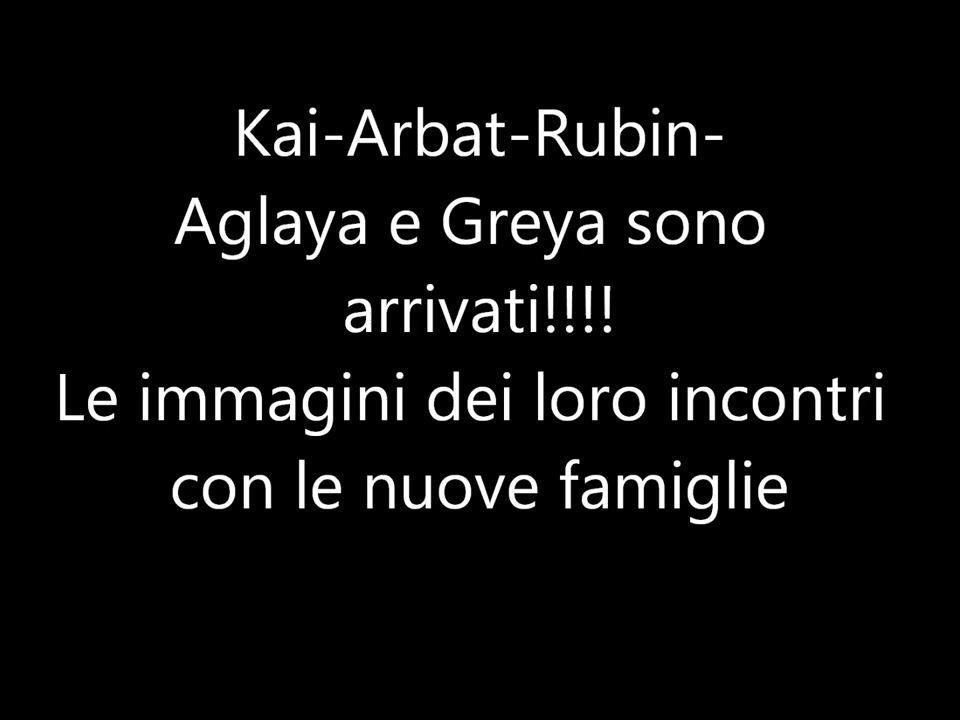 Kai-Arbat-Rubin-
Aglaya e Greya sono
arrivati!!!!
Le immagini dei loro incontri
con le nuove famiglie